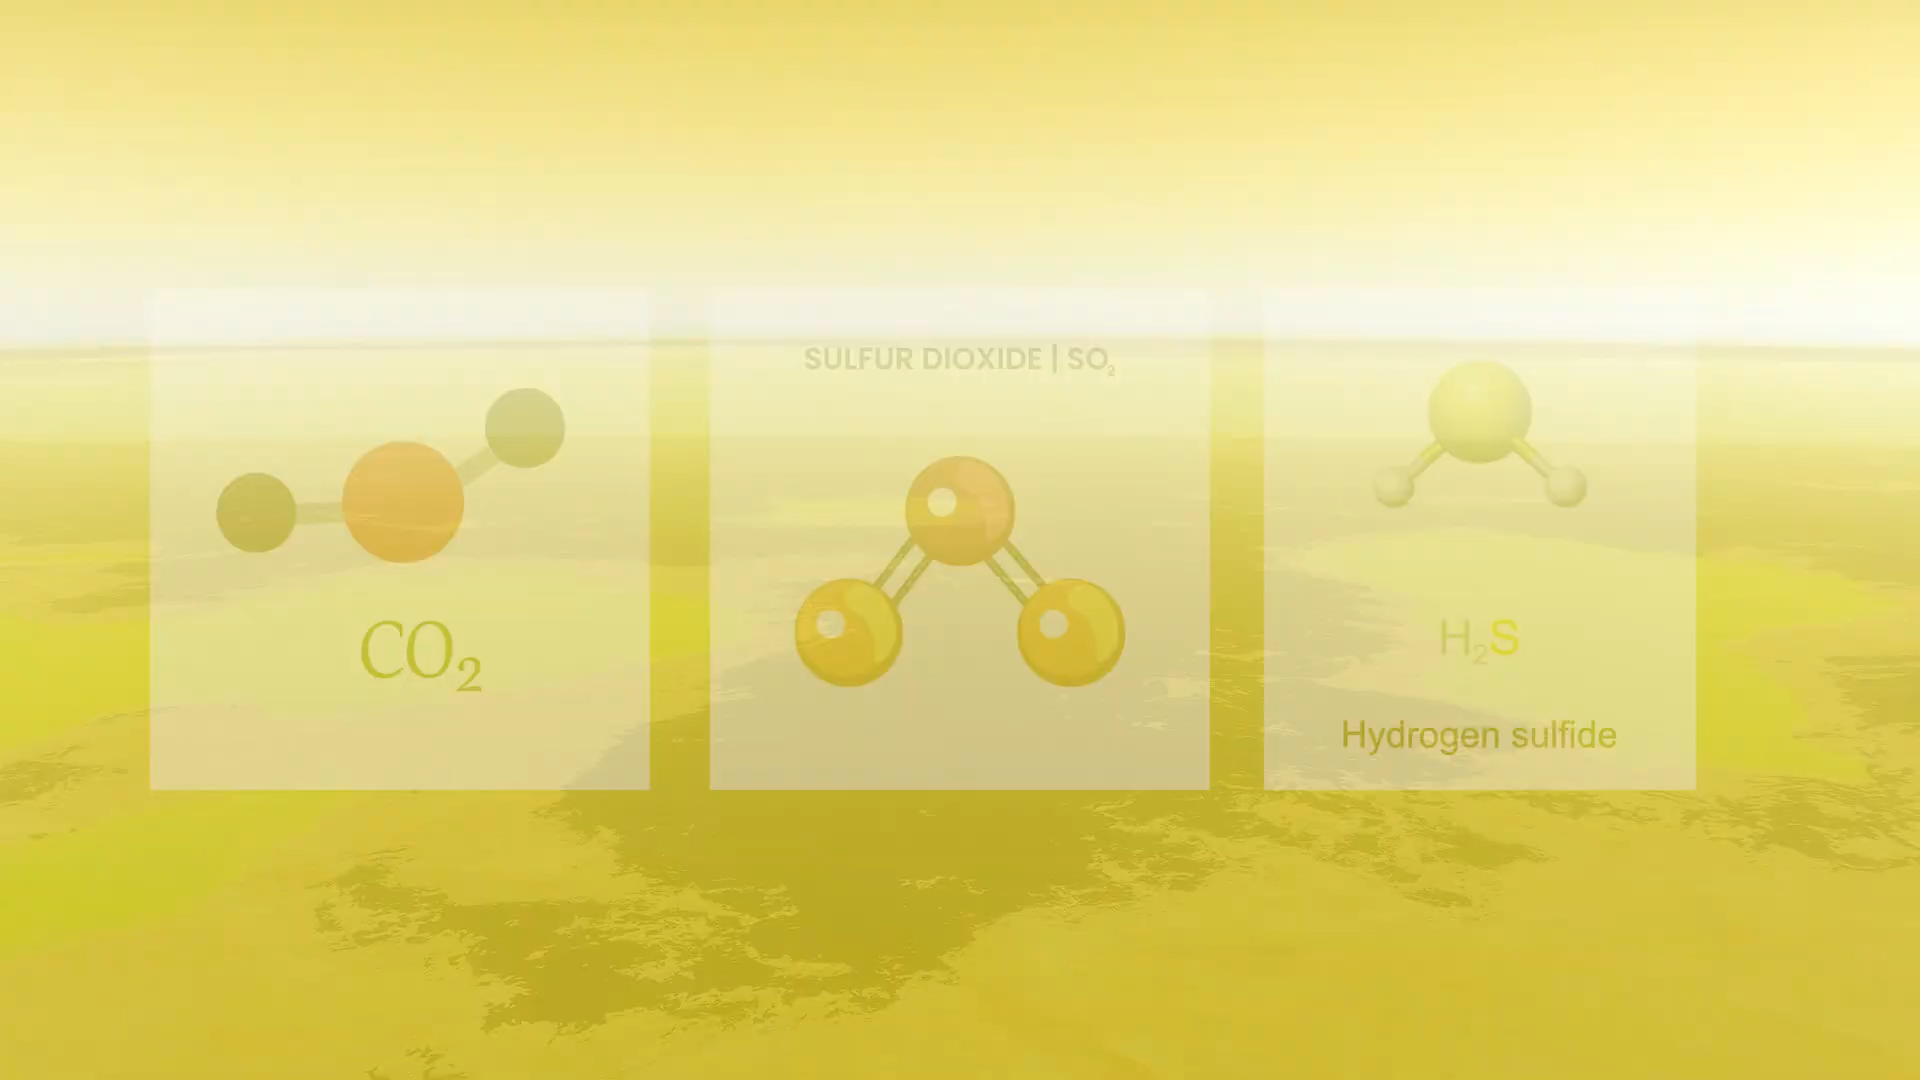 SULFUR DIOXIDE | SO₂
CO₂
H₂S
Hydrogen sulfide